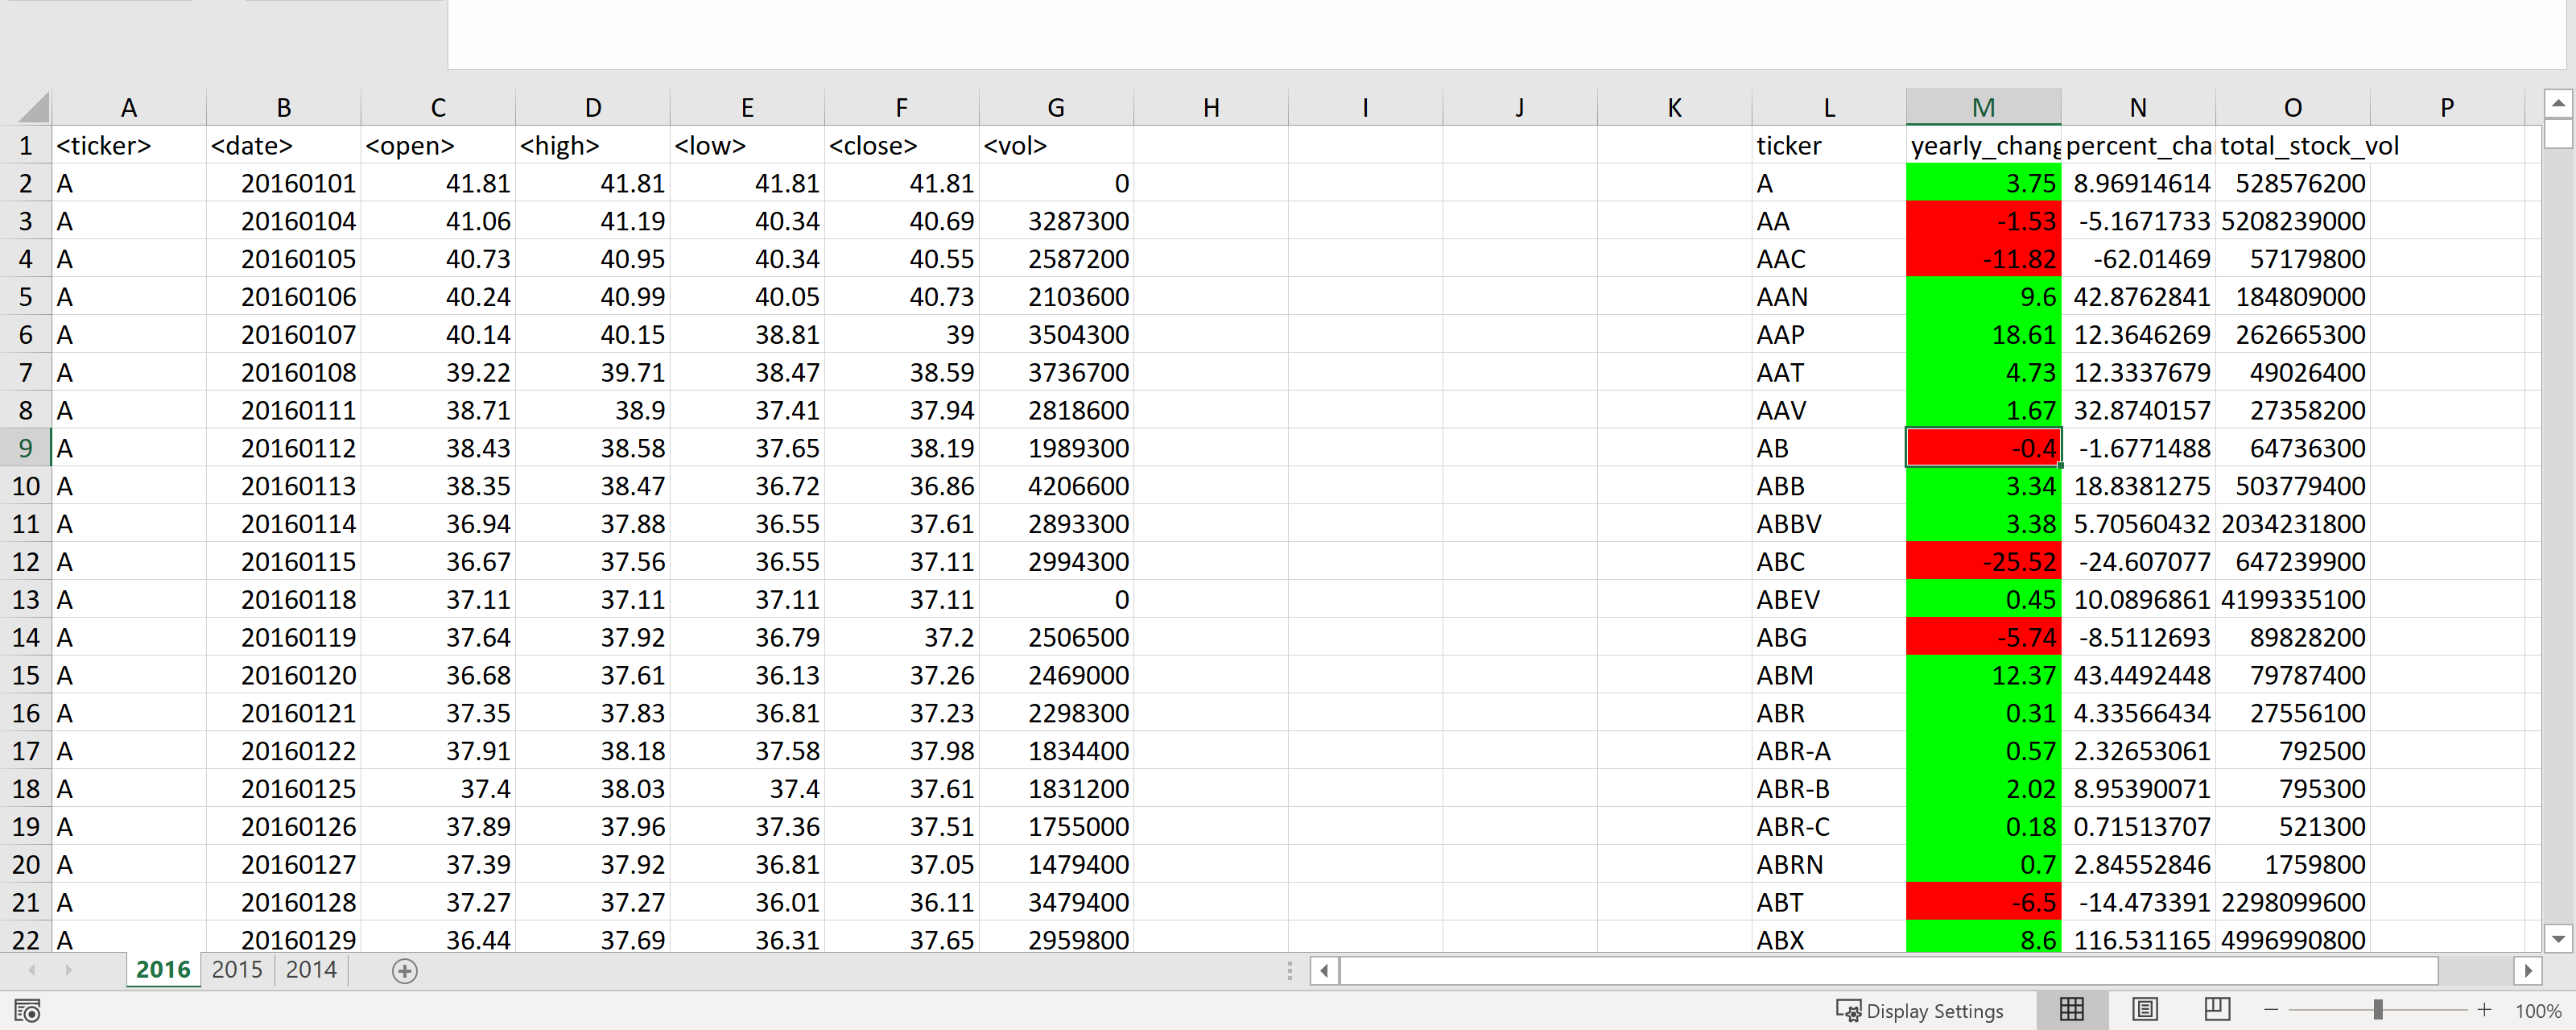 A B C D E F G H I J K L M N O P
1 <ticker> <date> <open> <high> <low> <close> <vol> ticker yearly_chang percent_cha total_stock_vol
2 A 20160101 41.81 41.81 41.81 41.81 0 A 3.75 8.96914614 528576200
3 A 20160104 41.06 41.19 40.34 40.69 3287300 AA -1.53 -5.1671733 5208239000
4 A 20160105 40.73 40.95 40.34 40.55 2587200 AAC -11.82 -62.01469 57179800
5 A 20160106 40.24 40.99 40.05 40.73 2103600 AAN 9.6 42.8762841 184809000
6 A 20160107 40.14 40.15 38.81 39 3504300 AAP 18.61 12.3646269 262665300
7 A 20160108 39.22 39.71 38.47 38.59 3736700 AAT 4.73 12.3337679 49026400
8 A 20160111 38.71 38.9 37.41 37.94 2818600 AAV 1.67 32.8740157 27358200
9 A 20160112 38.43 38.58 37.65 38.19 1989300 AB -0.4 -1.6771488 64736300
10 A 20160113 38.35 38.47 36.72 36.86 4206600 ABB 3.34 18.8381275 503779400
11 A 20160114 36.94 37.88 36.55 37.61 2893300 ABBV 3.38 5.70560432 2034231800
12 A 20160115 36.67 37.56 36.55 37.11 2994300 ABC -25.52 -24.607077 647239900
13 A 20160118 37.11 37.11 37.11 37.11 0 ABEV 0.45 10.0896861 4199335100
14 A 20160119 37.64 37.92 36.79 37.2 2506500 ABG -5.74 -8.5112693 89828200
15 A 20160120 36.68 37.61 36.13 37.26 2469000 ABM 12.37 43.4492448 79787400
16 A 20160121 37.35 37.83 36.81 37.23 2298300 ABR 0.31 4.33566434 27556100
17 A 20160122 37.91 38.18 37.58 37.98 1834400 ABR-A 0.57 2.32653061 792500
18 A 20160125 37.4 38.03 37.4 37.61 1831200 ABR-B 2.02 8.95390071 795300
19 A 20160126 37.89 37.96 37.36 37.51 1755000 ABR-C 0.18 0.71513707 521300
20 A 20160127 37.39 37.92 36.81 37.05 1479400 ABRN 0.7 2.84552846 1759800
21 A 20160128 37.27 37.27 36.01 36.11 3479400 ABT -6.5 -14.473391 2298099600
22 A 20160129 36.44 37.69 36.31 37.65 2959800 ABX 8.6 116.531165 4996990800
2016 2015 2014
Display Settings 100%